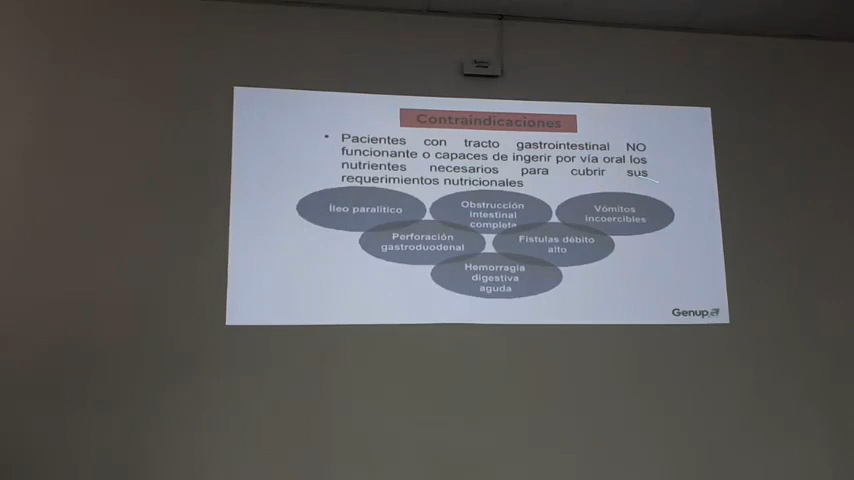 Contraindicaciones
• Pacientes con tracto gastrointestinal NO
funcionante o capaces de ingerir por vía oral los
nutrientes necesarios para cubrir sus
requerimientos nutricionales
Íleo paralítico
Obstrucción
intestinal
completa
Vómitos
incoercibles
Perforación
gastroduodenal
Fístulas débito
alto
Hemorragia
digestiva
aguda
Genupa